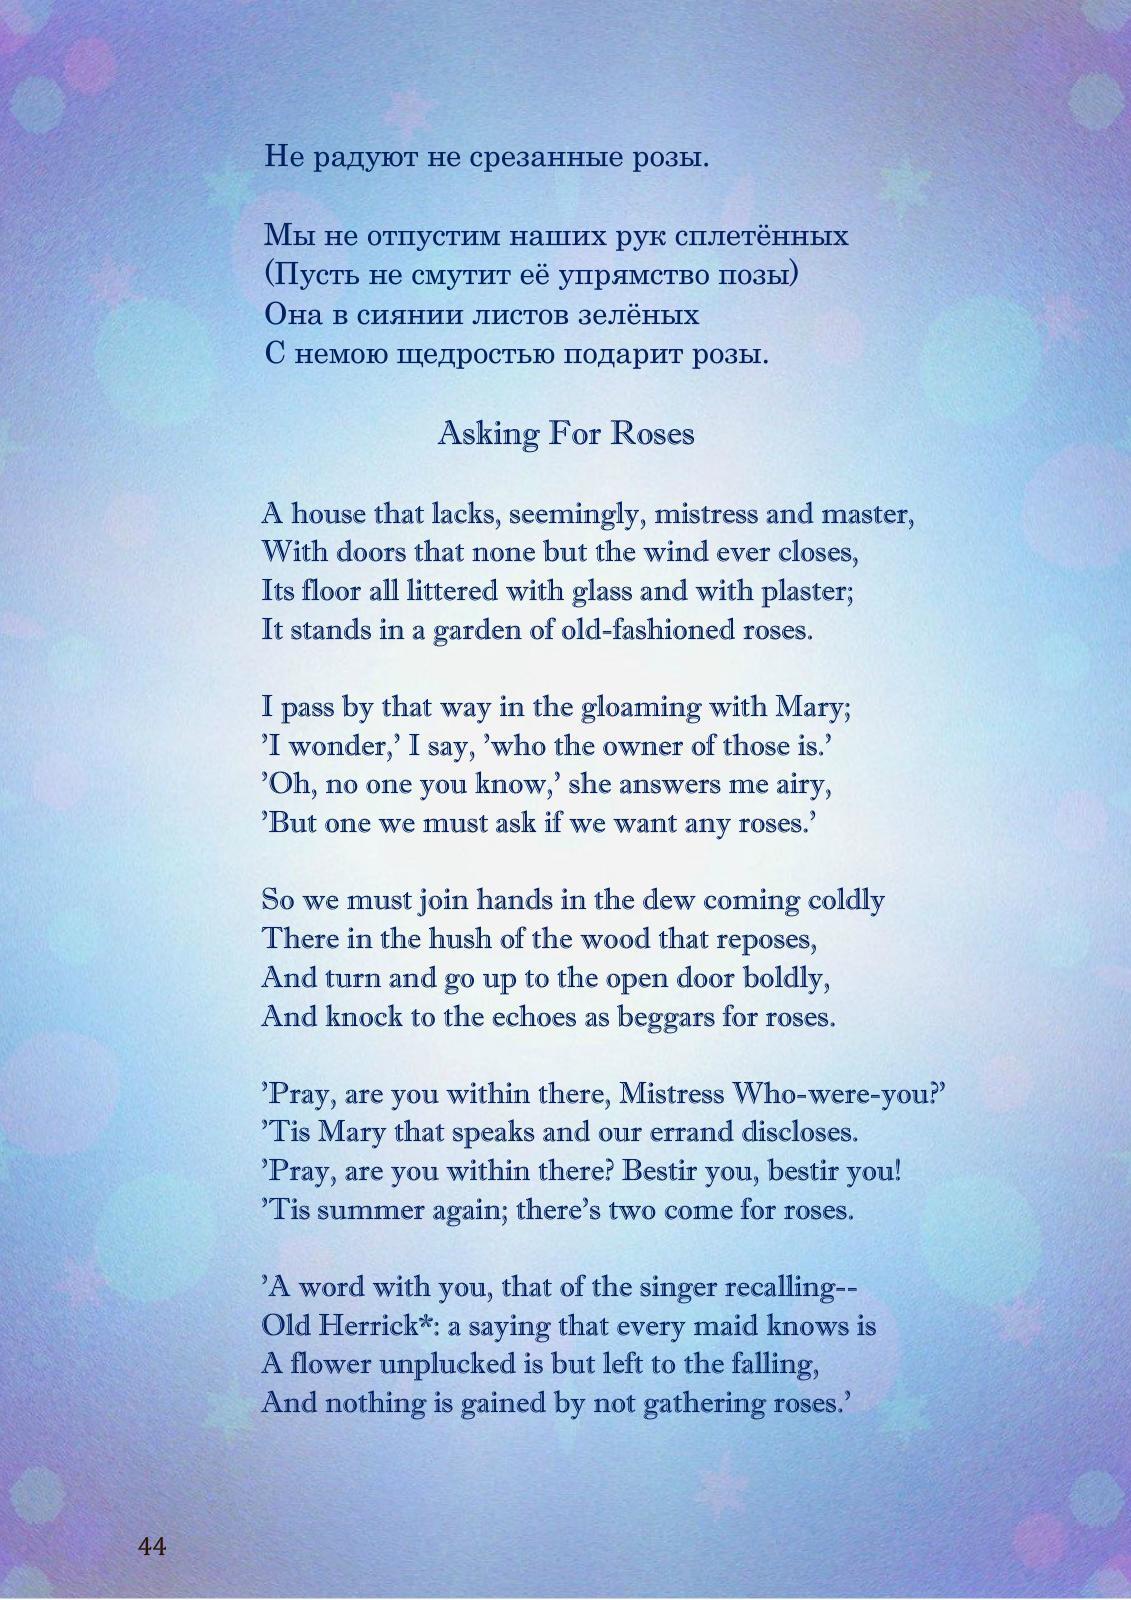 Не радуют не срезанные розы.
Мы не отпустим наших рук сплетённых
(Пусть не смутит её упрямство позы)
Она в сиянии листов зелёных
С немою щедростью подарит розы.
Asking For Roses
A house that lacks, seemingly, mistress and master,
With doors that none but the wind ever closes,
Its floor all littered with glass and with plaster;
It stands in a garden of old-fashioned roses.
I pass by that way in the gloaming with Mary;
’I wonder,’ I say, ’who the owner of those is.’
’Oh, no one you know,’ she answers me airy,
’But one we must ask if we want any roses.’
So we must join hands in the dew coming coldly
There in the hush of the wood that reposes,
And turn and go up to the open door boldly,
And knock to the echoes as beggars for roses.
’Pray, are you within there, Mistress Who-were-you?’
’Tis Mary that speaks and our errand discloses.
’Pray, are you within there? Bestir you, bestir you!
’Tis summer again; there’s two come for roses.
’A word with you, that of the singer recalling--
Old Herrick*: a saying that every maid knows is
A flower unplucked is but left to the falling,
And nothing is gained by not gathering roses.’
44